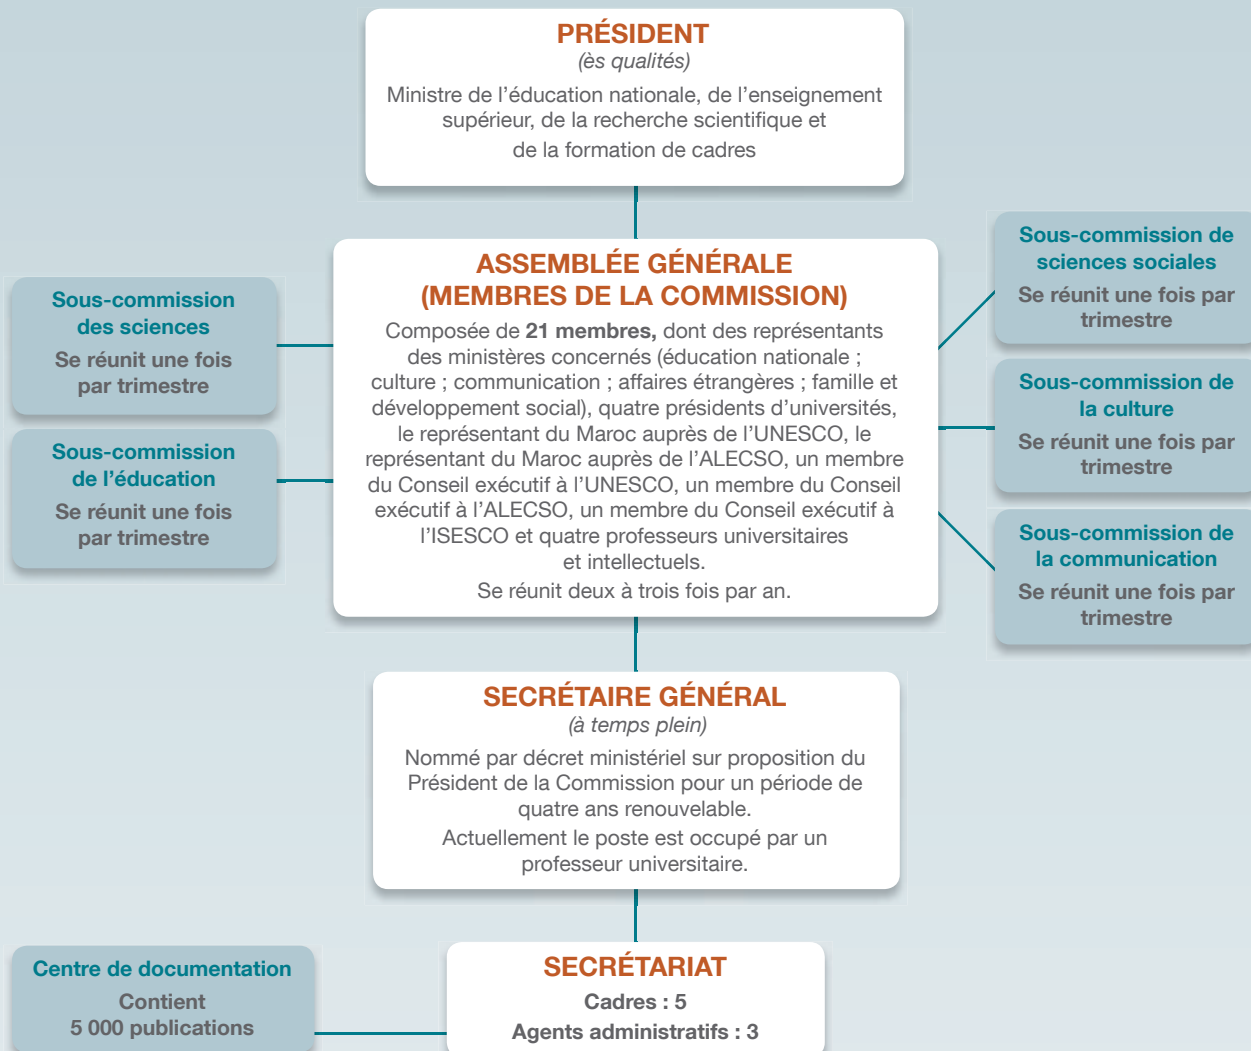 PRÉSIDENT
(ès qualités)
Ministre de l’éducation nationale, de l’enseignement
supérieur, de la recherche scientifique et
de la formation de cadres
ASSEMBLÉE GÉNÉRALE
(MEMBRES DE LA COMMISSION)
Composée de 21 membres, dont des représentants
des ministères concernés (éducation nationale ;
culture ; communication ; affaires étrangères ; famille et
développement social), quatre présidents d’universités,
le représentant du Maroc auprès de l’UNESCO, le
représentant du Maroc auprès de l’ALECSO, un membre
du Conseil exécutif à l’UNESCO, un membre du Conseil
exécutif à l’ALECSO, un membre du Conseil exécutif à
l’ISESCO et quatre professeurs universitaires
et intellectuels.
Se réunit deux à trois fois par an.
Sous-commission
des sciences
Se réunit une fois
par trimestre
Sous-commission
de l’éducation
Se réunit une fois
par trimestre
Sous-commission de
sciences sociales
Se réunit une fois par
trimestre
Sous-commission de
la culture
Se réunit une fois par
trimestre
Sous-commission de
la communication
Se réunit une fois par
trimestre
SECRÉTAIRE GÉNÉRAL
(à temps plein)
Nommé par décret ministériel sur proposition du
Président de la Commission pour un période de
quatre ans renouvelable.
Actuellement le poste est occupé par un
professeur universitaire.
Centre de documentation
Contient
5 000 publications
SECRÉTARIAT
Cadres : 5
Agents administratifs : 3